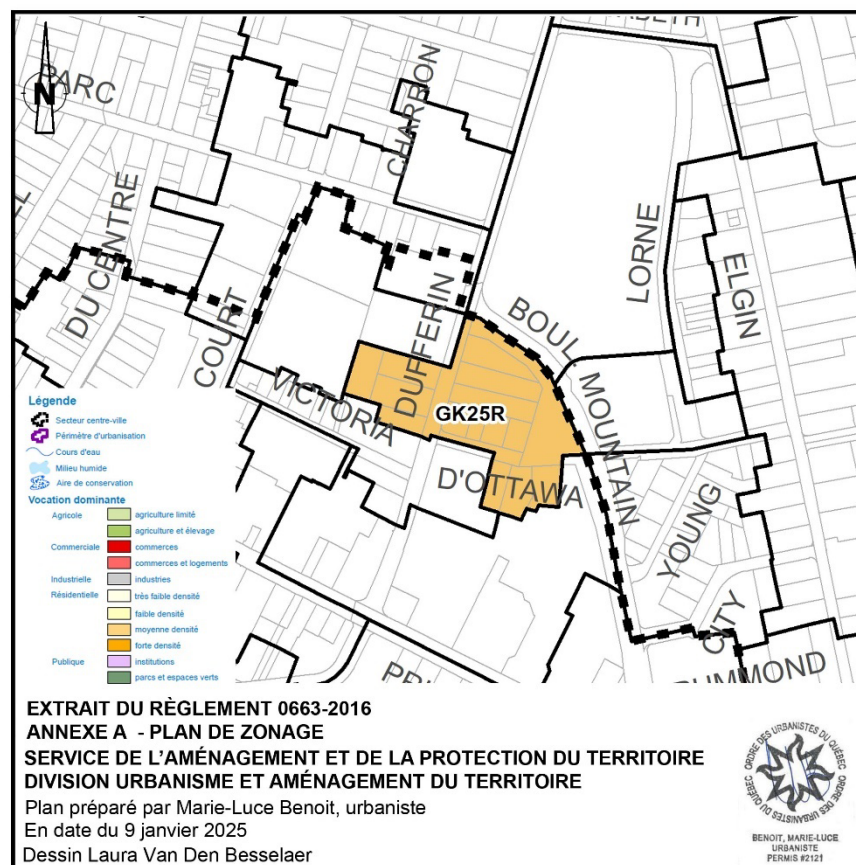 PARC
N
CHARBON
DU CENTRE
COURT
DUFFERIN
VICTORIA
LORNE
ELGIN
BOUL. MOUNTAIN
GK25R
D'OTTAWA
YOUNG
CITY
Légende
Secteur centre-ville
Périmètre d'urbanisation
Cours d'eau
Milieu humide
Aire de conservation
Vocation dominante
Agricole agriculture limité
agriculture et élevage
Commerciale commerces
commerces et logements
Industrielle industries
Résidentielle très faible densité
faible densité
moyenne densité
forte densité
Publique institutions
parcs et espaces verts
EXTRAIT DU RÈGLEMENT 0663-2016
ANNEXE A - PLAN DE ZONAGE
SERVICE DE L'AMÉNAGEMENT ET DE LA PROTECTION DU TERRITOIRE
DIVISION URBANISME ET AMÉNAGEMENT DU TERRITOIRE
Plan préparé par Marie-Luce Benoit, urbaniste
En date du 9 janvier 2025
Dessin Laura Van Den Besselaer
ORDRE DES URBANISTES DU QUÉBEC
ORDRE DES URBANISTES DU QUÉBEC
BENOIT, MARIE-LUCE
URBANISTE
PERMIS #2121